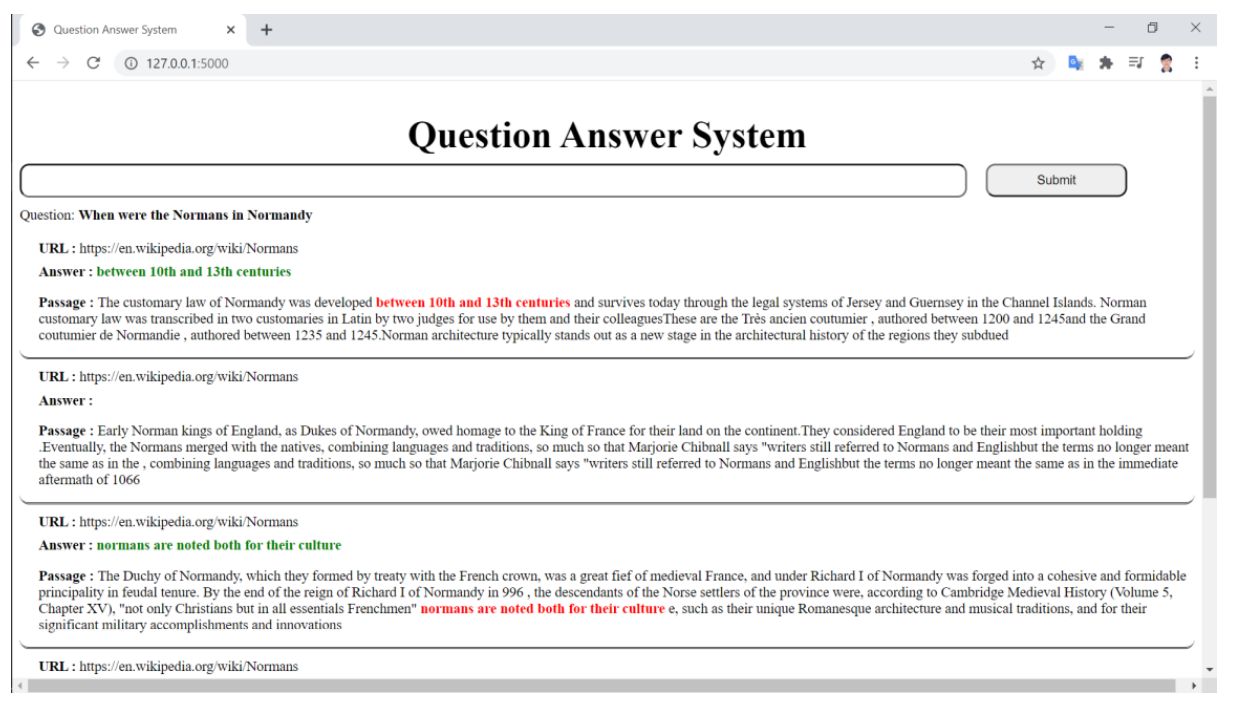 Question Answer System
127.0.0.1:5000
Question Answer System
Submit
Question: When were the Normans in Normandy
URL : https://en.wikipedia.org/wiki/Normans
Answer : between 10th and 13th centuries
Passage : The customary law of Normandy was developed between 10th and 13th centuries and survives today through the legal systems of Jersey and Guernsey in the Channel Islands. Norman
customary law was transcribed in two customaries in Latin by two judges for use by them and their colleaguesThese are the Très ancien coutumier , authored between 1200 and 1245and the Grand
coutumier de Normandie , authored between 1235 and 1245.Norman architecture typically stands out as a new stage in the architectural history of the regions they subdued
URL : https://en.wikipedia.org/wiki/Normans
Answer :
Passage : Early Norman kings of England, as Dukes of Normandy, owed homage to the King of France for their land on the continent.They considered England to be their most important holding
.Eventually, the Normans merged with the natives, combining languages and traditions, so much so that Marjorie Chibnall says "writers still referred to Normans and Englishbut the terms no longer meant
the same as in the , combining languages and traditions, so much so that Marjorie Chibnall says "writers still referred to Normans and Englishbut the terms no longer meant the same as in the immediate
aftermath of 1066
URL : https://en.wikipedia.org/wiki/Normans
Answer : normans are noted both for their culture
Passage : The Duchy of Normandy, which they formed by treaty with the French crown, was a great fief of medieval France, and under Richard I of Normandy was forged into a cohesive and formidable
principality in feudal tenure. By the end of the reign of Richard I of Normandy in 996 , the descendants of the Norse settlers of the province were, according to Cambridge Medieval History (Volume 5,
Chapter XV), "not only Christians but in all essentials Frenchmen" normans are noted both for their culture e, such as their unique Romanesque architecture and musical traditions, and for their
significant military accomplishments and innovations
URL : https://en.wikipedia.org/wiki/Normans